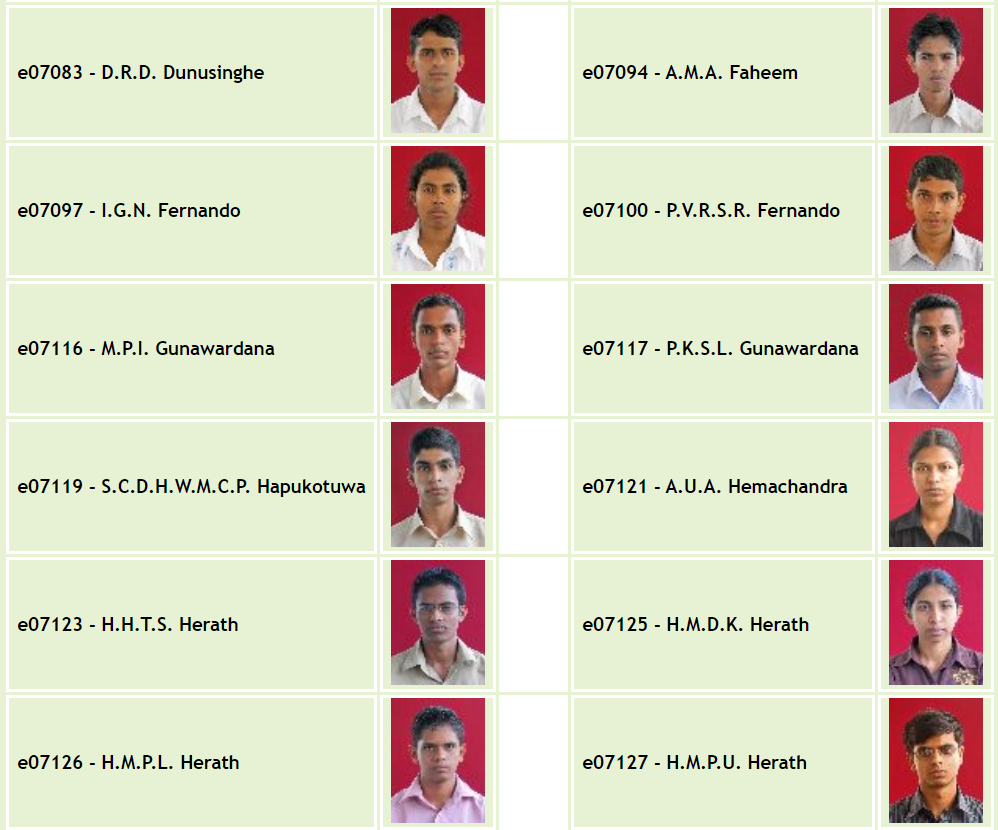 e07083 - D.R.D. Dunusinghe
e07094 - A.M.A. Faheem
e07097 - I.G.N. Fernando
e07100 - P.V.R.S.R. Fernando
e07116 - M.P.I. Gunawardana
e07117 - P.K.S.L. Gunawardana
e07119 - S.C.D.H.W.M.C.P. Hapukotuwa
e07121 - A.U.A. Hemachandra
e07123 - H.H.T.S. Herath
e07125 - H.M.D.K. Herath
e07126 - H.M.P.L. Herath
e07127 - H.M.P.U. Herath